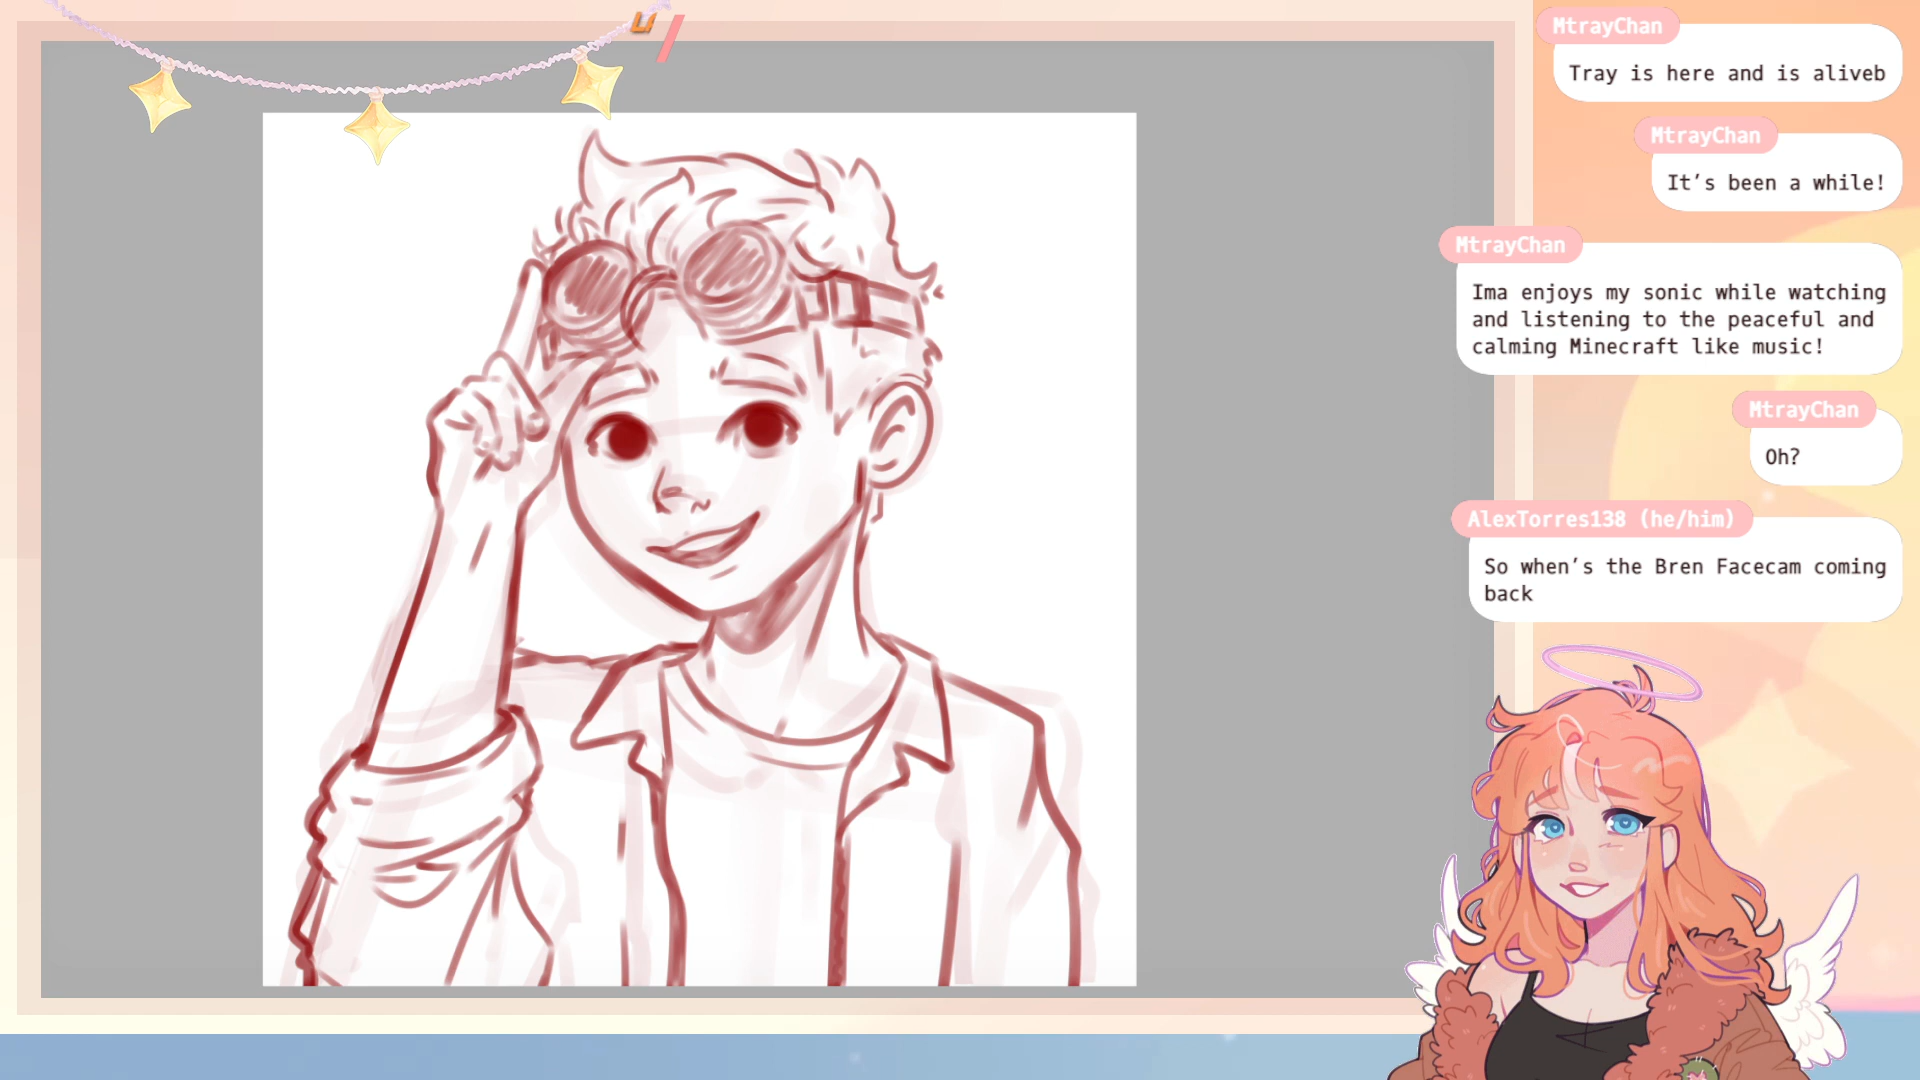 MtrayChan
Tray is here and is aliveb
MtrayChan
It's been a while!
MtrayChan
Ima enjoys my sonic while watching
and listening to the peaceful and
calming Minecraft like music!
MtrayChan
Oh?
AlexTorres138 (he/him)
So when's the Bren Facecam coming
back